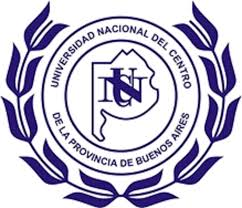 UNIVERSIDAD NACIONAL DEL CENTRO
UNC
DE LA PROVINCIA DE BUENOS AIRES